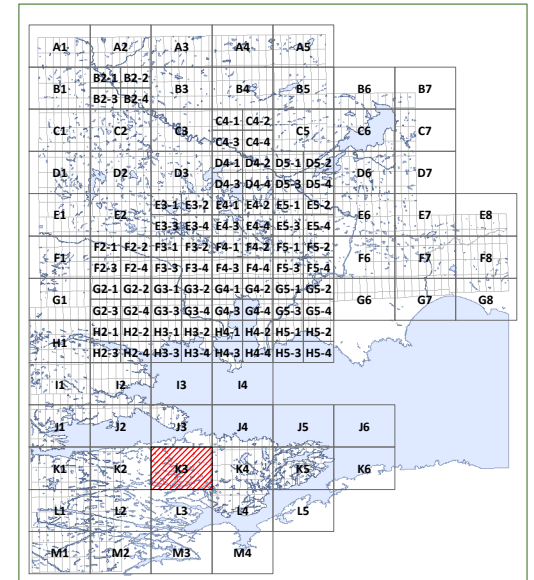 A1 A2 A3 A4 A5
B1 B2-1 B2-2 B3 B4 B5 B6 B7
B2-3 B2-4
C1 C2 C3 C4-1 C4-2 C5 C6 C7
C4-3 C4-4
D1 D2 D3 D4-1 D4-2 D5-1 D5-2 D6 D7
D4-3 D4-4 D5-3 D5-4
E1 E2 E3-1 E3-2 E4-1 E4-2 E5-1 E5-2 E6 E7 E8
E3-3 E3-4 E4-3 E4-4 E5-3 E5-4
F1 F2-1 F2-2 F3-1 F3-2 F4-1 F4-2 F5-1 F5-2 F6 F7 F8
F2-3 F2-4 F3-3 F3-4 F4-3 F4-4 F5-3 F5-4
G1 G2-1 G2-2 G3-1 G3-2 G4-1 G4-2 G5-1 G5-2 G6 G7 G8
G2-3 G2-4 G3-3 G3-4 G4-3 G4-4 G5-3 G5-4
H1 H2-1 H2-2 H3-1 H3-2 H4-1 H4-2 H5-1 H5-2
H2-3 H2-4 H3-3 H3-4 H4-3 H4-4 H5-3 H5-4
I1 I2 I3 I4
J1 J2 J3 J4 J5 J6
K1 K2 K3 K4 K5 K6
L1 L2 L3 L4 L5
M1 M2 M3 M4